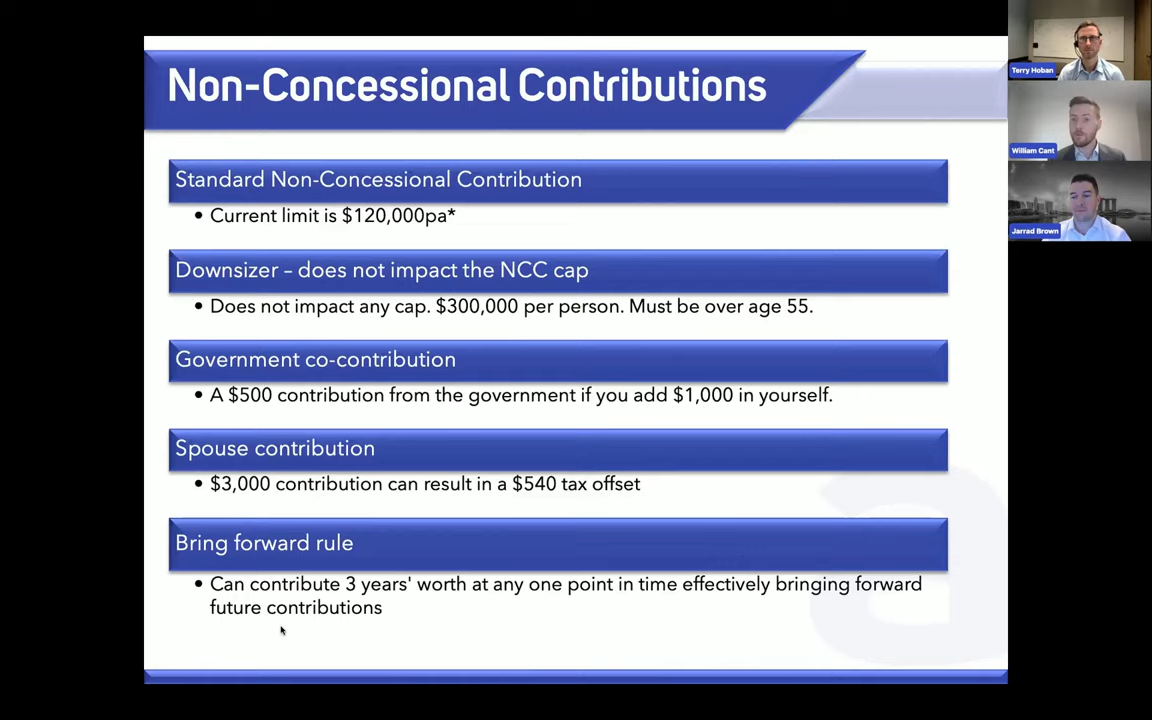 Non-Concessional Contributions
Standard Non-Concessional Contribution
• Current limit is $120,000pa*
Downsizer – does not impact the NCC cap
• Does not impact any cap. $300,000 per person. Must be over age 55.
Government co-contribution
• A $500 contribution from the government if you add $1,000 in yourself.
Spouse contribution
• $3,000 contribution can result in a $540 tax offset
Bring forward rule
• Can contribute 3 years' worth at any one point in time effectively bringing forward
future contributions
Terry Hoban
William Cant
Jarrad Brown